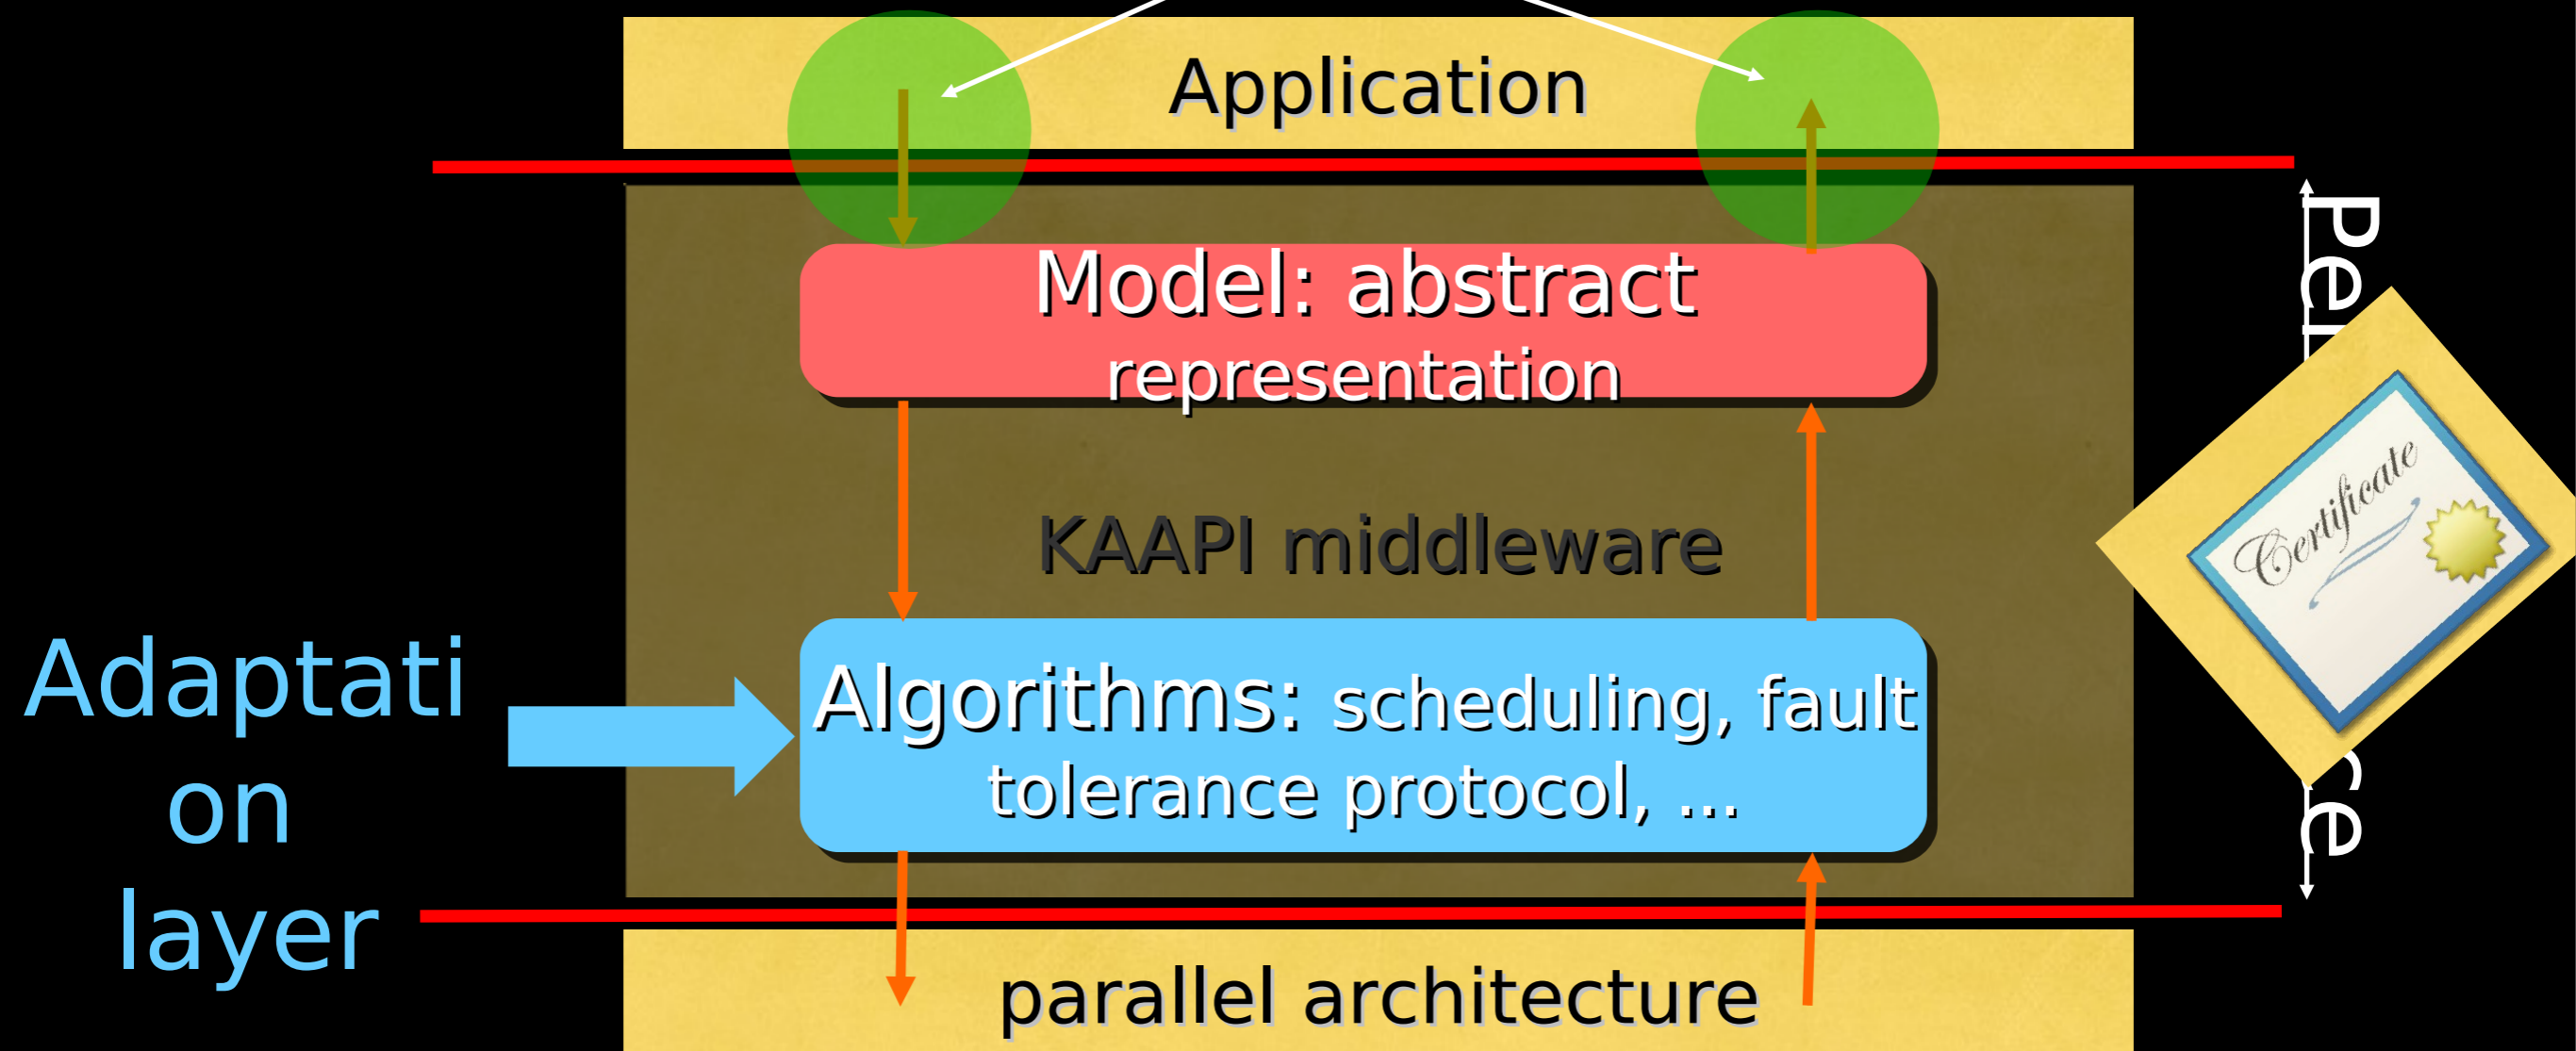 Application
Model: abstract
representation
KAAPI middleware
Algorithms: scheduling, fault
tolerance protocol, ...
Adaptati
on
layer
parallel architecture
Certificate